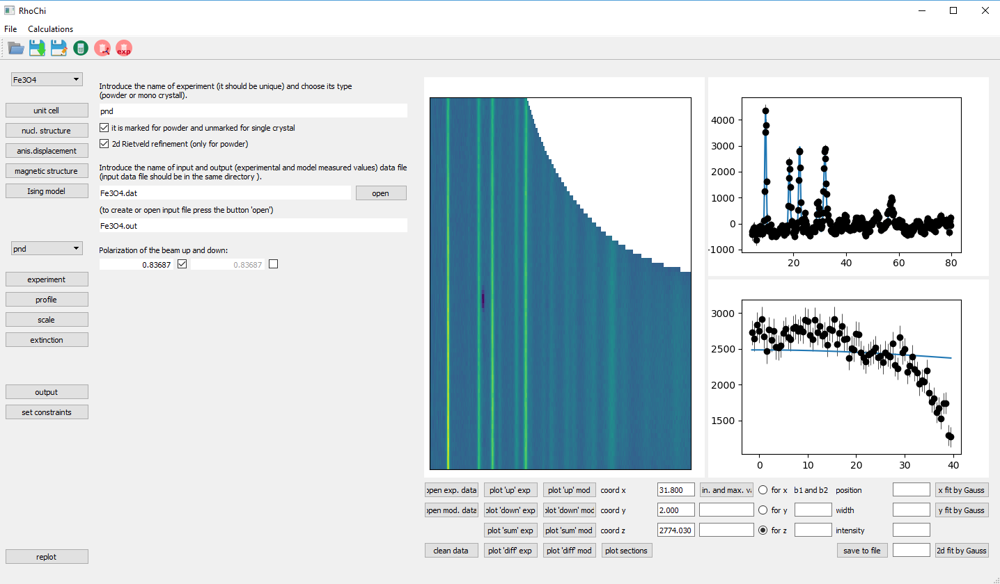 RhoChi
File Calculations
exp
Fe3O4
unit cell
nucl. structure
anis.displacement
magnetic structure
Ising model
pnd
experiment
profile
scale
extinction
output
set constraints
replot
Introduce the name of experiment (it should be unique) and choose its type
(powder or mono crystall).
pnd
it is marked for powder and unmarked for single crystal
2d Rietveld refinement (only for powder)
Introduce the name of input and output (experimental and model measured values) data file
(input data file should be in the same directory ).
Fe3O4.dat open
(to create or open input file press the button 'open')
Fe3O4.out
Polarization of the beam up and down:
0.83687 0.83687
4000
3000
2000
1000
0
-1000
20 40 60 80
3000
2500
2000
1500
0 10 20 30 40
open exp. data plot 'up' exp plot 'up' mod coord x 31.800 in. and max. va for x b1 and b2 position x fit by Gauss
open mod. data plot 'down' exp plot 'down' mod coord y 2.000 for y width y fit by Gauss
plot 'sum' exp plot 'sum' mod coord z 2774.030 for z intensity
clean data plot 'diff' exp plot 'diff' mod plot sections save to file 2d fit by Gauss